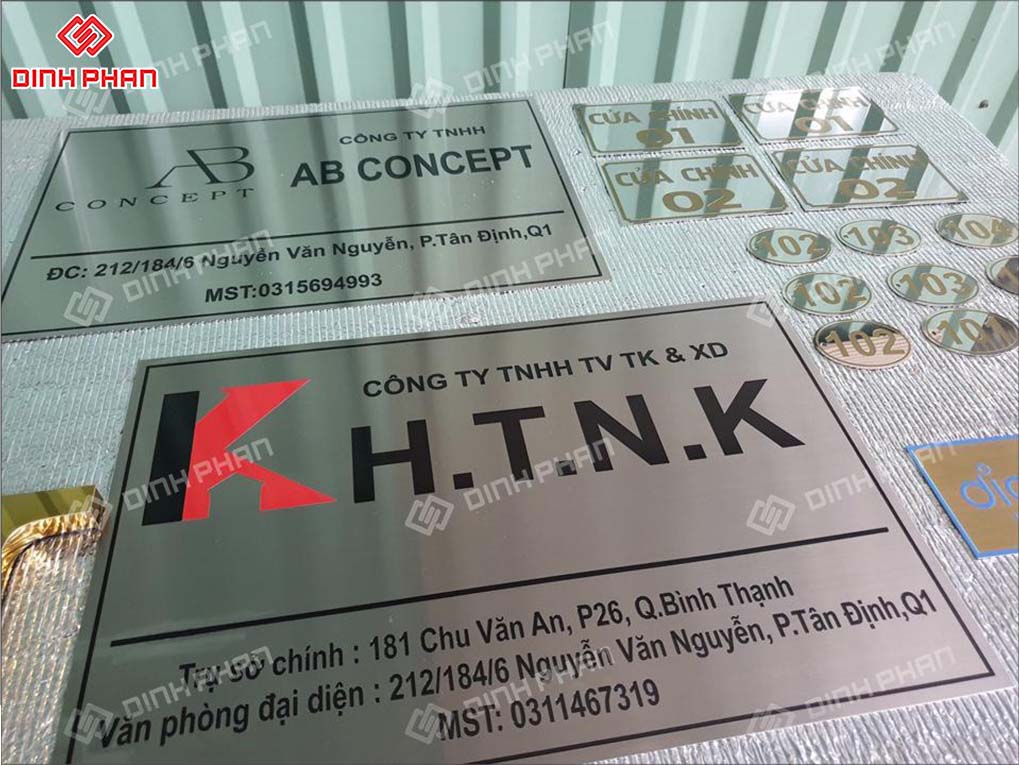 DINH PHAN
AB
CONCEPT
CÔNG TY TNHH
AB CONCEPT
ĐC: 212/184/6 Nguyễn Văn Nguyễn, P.Tân Định,Q1
MST:0315694993
CỬA CHÍNH
01
CỬA CHÍNH
01
CỬA CHÍNH
02
CỬA CHÍNH
02
102
103
104
102
103
102
101
K
CÔNG TY TNHH TV TK & XD
H.T.N.K
Trụ sở chính : 181 Chu Văn An, P26, Q.Bình Thạnh
Văn phòng đại diện : 212/184/6 Nguyễn Văn Nguyễn, P.Tân Định,Q1
MST: 0311467319